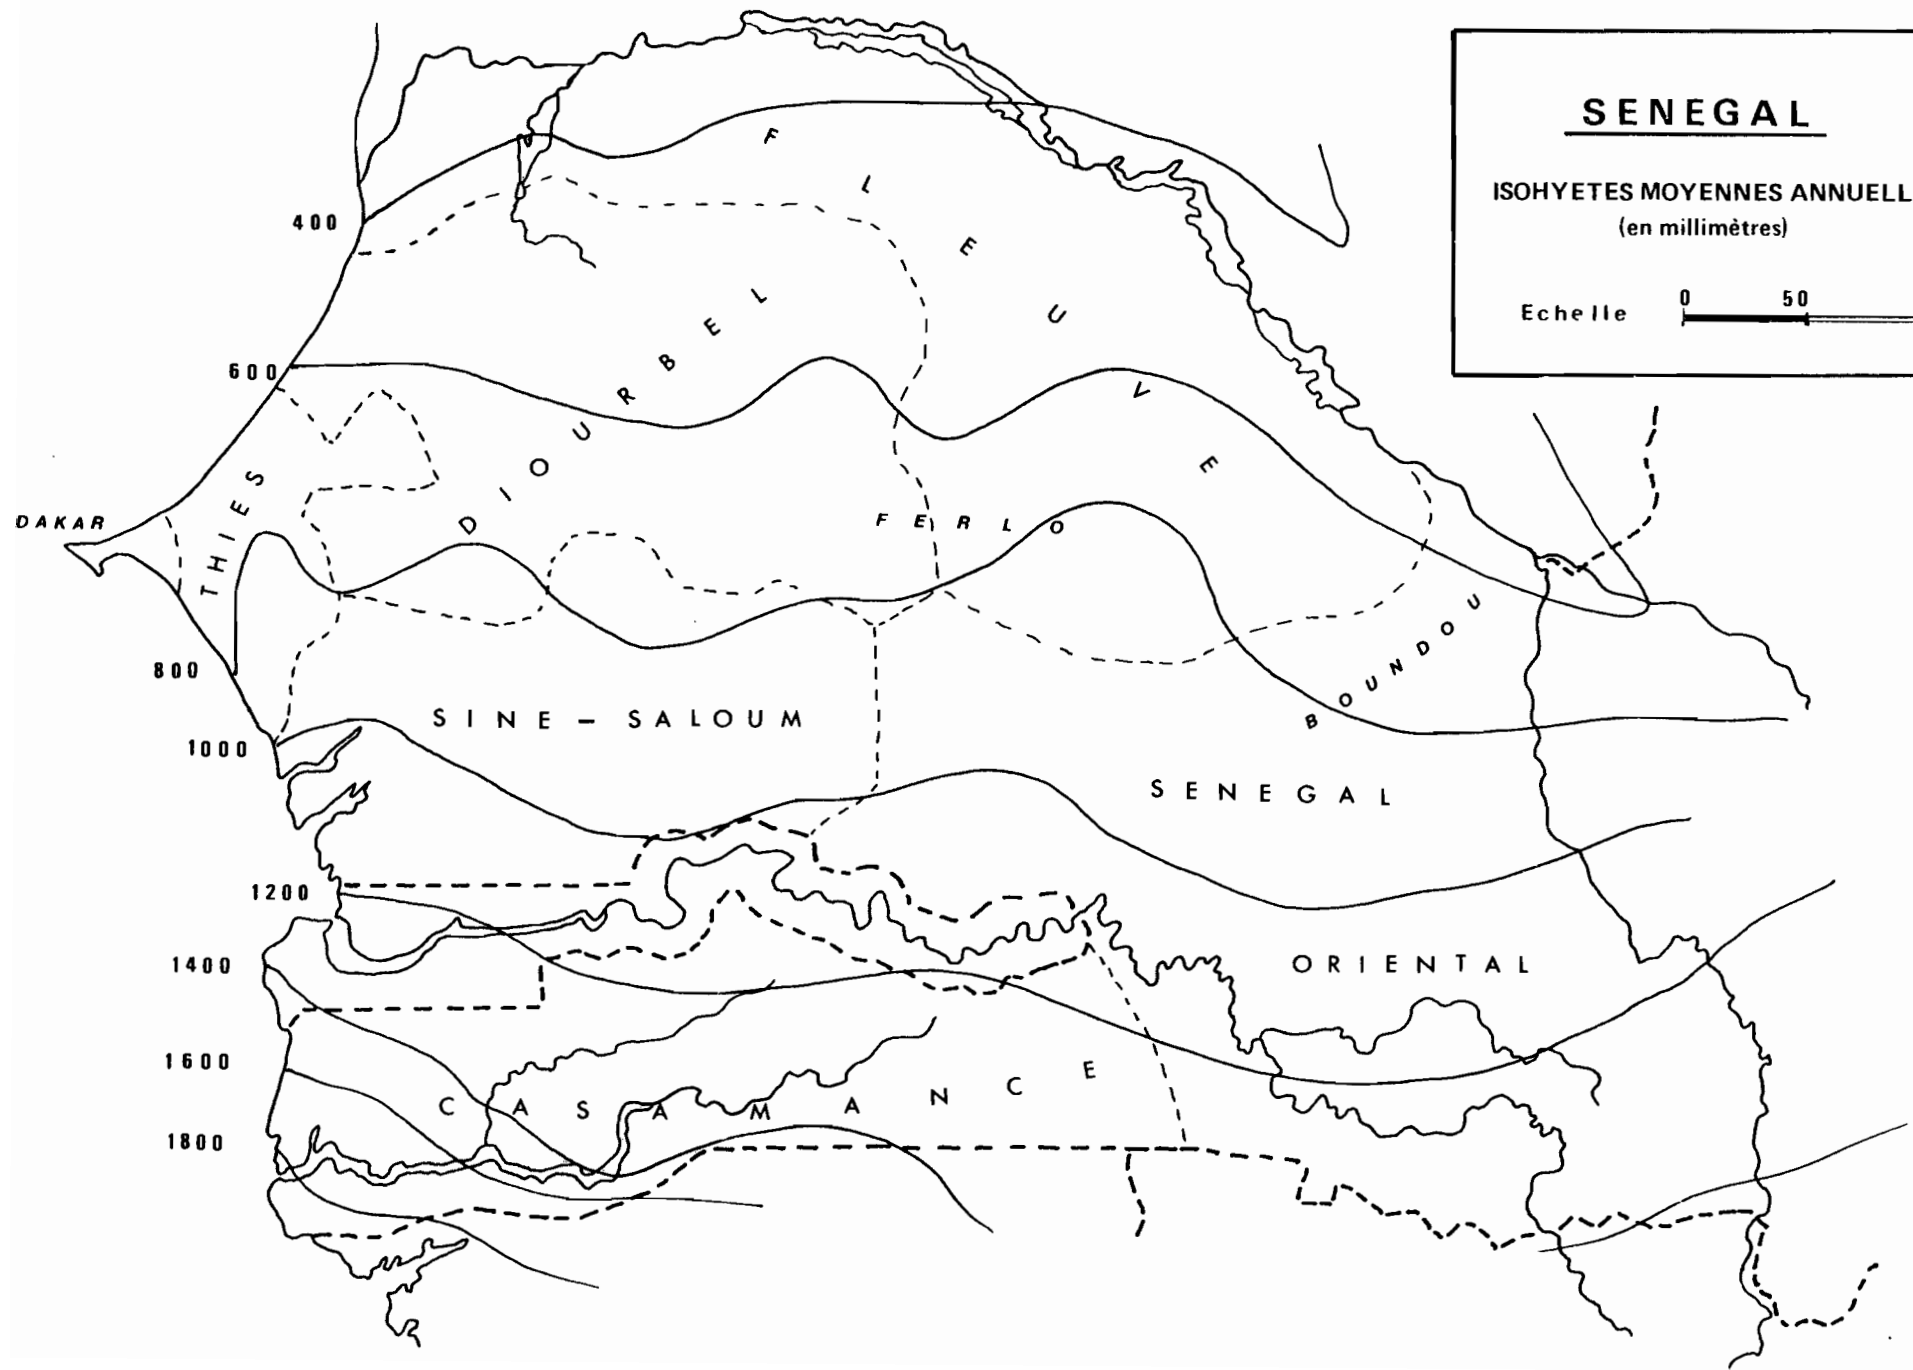 SENEGAL
ISOHYETES MOYENNES ANNUELL
(en millimètres)
Echelle
0 50
400
600
800
1000
1200
1400
1600
1800
DAKAR
THIES
DIOURBEL
FLEUVE
FERLO
BOUNDOU
SINE-SALOUM
SENEGAL
ORIENTAL
CASAMANCE